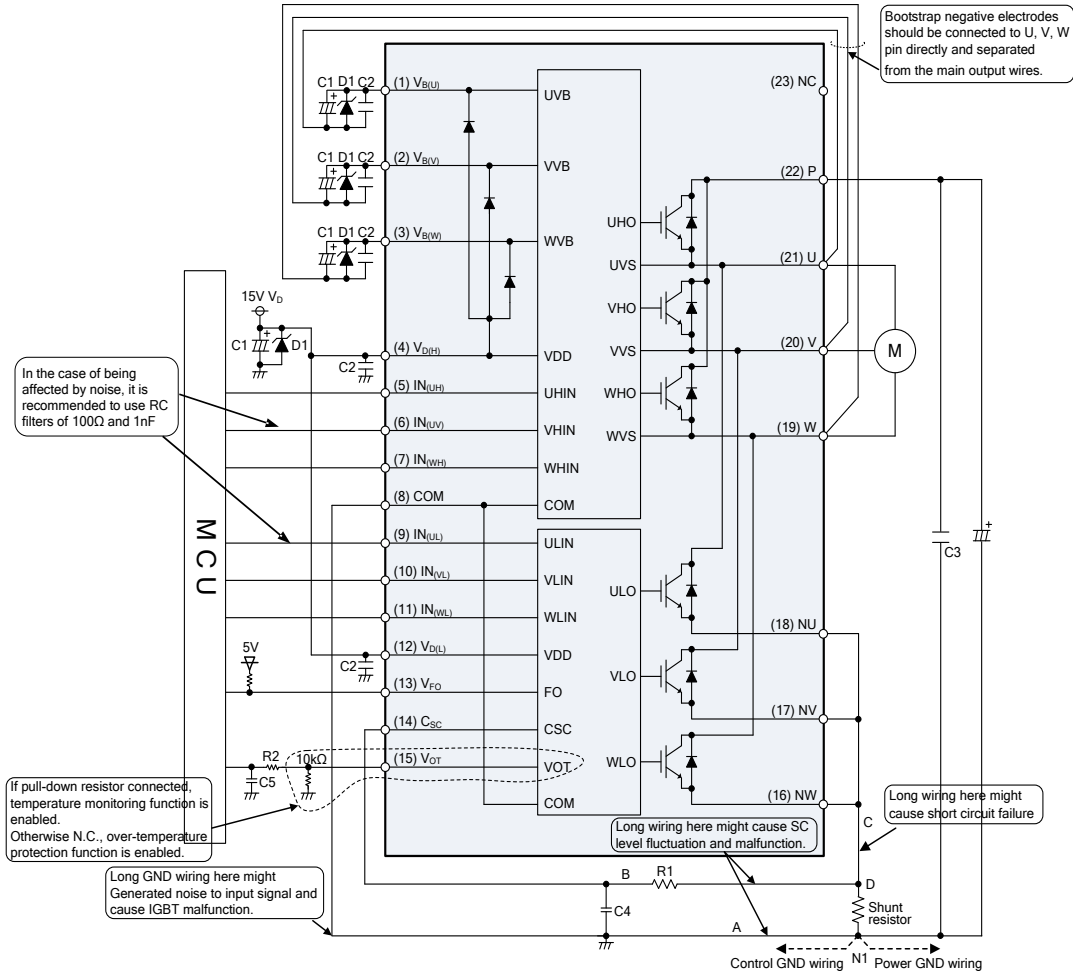 Bootstrap negative electrodes
should be connected to U, V, W
pin directly and separated
from the main output wires.
C1 D1 C2
(1) VB(U)
UVB
(23) NC
C1 D1 C2
(2) VB(V)
VVB
(22) P
C1 D1 C2
(3) VB(W)
WVB
UHO
(21) U
UVS
15V VD
VHO
C1
D1
C2
(4) VD(H)
VDD
VVS
(20) V
M
In the case of being
affected by noise, it is
recommended to use RC
filters of 100Ω and 1nF
(5) IN(UH)
UHIN
WHO
(6) IN(UV)
VHIN
WVS
(19) W
(7) IN(WH)
WHIN
(8) COM
COM
MCU
(9) IN(UL)
ULIN
C3
(10) IN(VL)
VLIN
ULO
(11) IN(WL)
WLIN
(18) NU
5V
C2
(12) VD(L)
VDD
VLO
(13) VFO
FO
(17) NV
(14) CSC
CSC
R2
10kΩ
(15) VOT
VOT
WLO
C5
COM
(16) NW
If pull-down resistor connected,
temperature monitoring function is
enabled.
Otherwise N.C., over-temperature
protection function is enabled.
Long wiring here might
cause short circuit failure
C
Long wiring here might cause SC
level fluctuation and malfunction.
B
R1
D
Long GND wiring here might
Generated noise to input signal and
cause IGBT malfunction.
C4
Shunt
resistor
A
Control GND wiring
N1
Power GND wiring